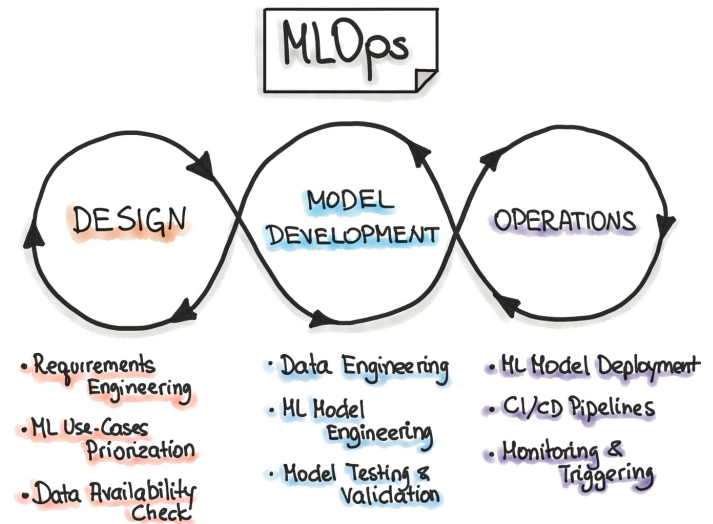 MLOps
DESIGN
MODEL
DEVELOPMENT
OPERATIONS
• Requirements
Engineering
• ML Use-Cases
Priorization
• Data Availability
Check
• Data Engineering
• ML Model
Engineering
• Model Testing &
Validation
• ML Model Deployment
• CI/CD Pipelines
• Monitoring &
Triggering